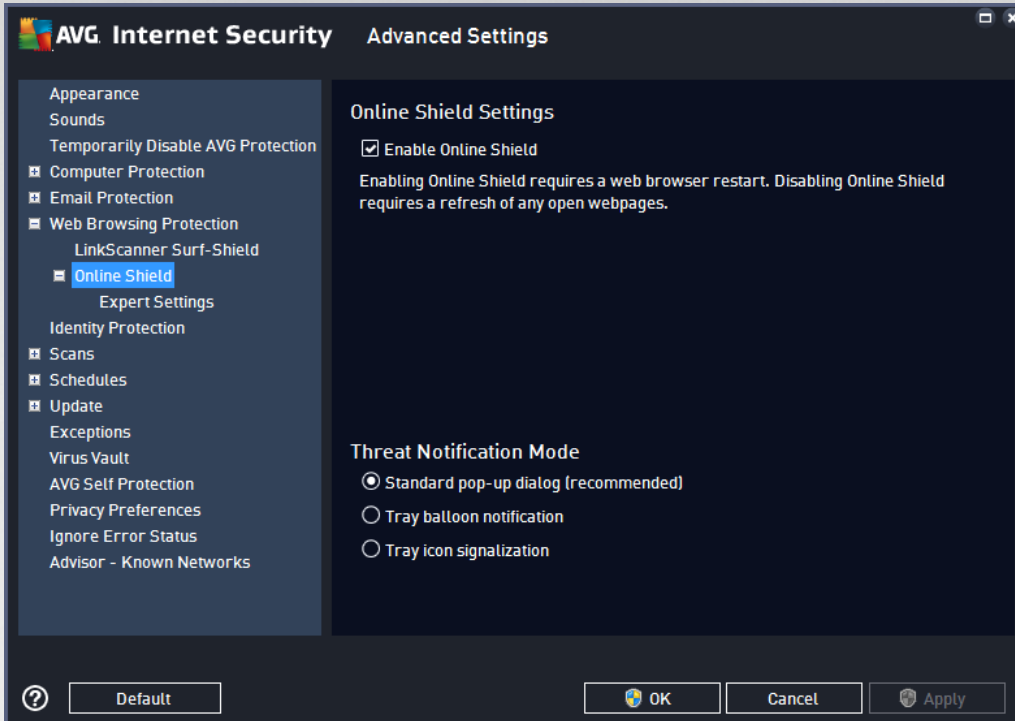 AVG Internet Security Advanced Settings
Appearance
Sounds
Temporarily Disable AVG Protection
Computer Protection
Email Protection
Web Browsing Protection
LinkScanner Surf-Shield
Online Shield
Expert Settings
Identity Protection
Scans
Schedules
Update
Exceptions
Virus Vault
AVG Self Protection
Privacy Preferences
Ignore Error Status
Advisor - Known Networks
Online Shield Settings
Enable Online Shield
Enabling Online Shield requires a web browser restart. Disabling Online Shield
requires a refresh of any open webpages.
Threat Notification Mode
Standard pop-up dialog (recommended)
Tray balloon notification
Tray icon signalization
? Default OK Cancel Apply